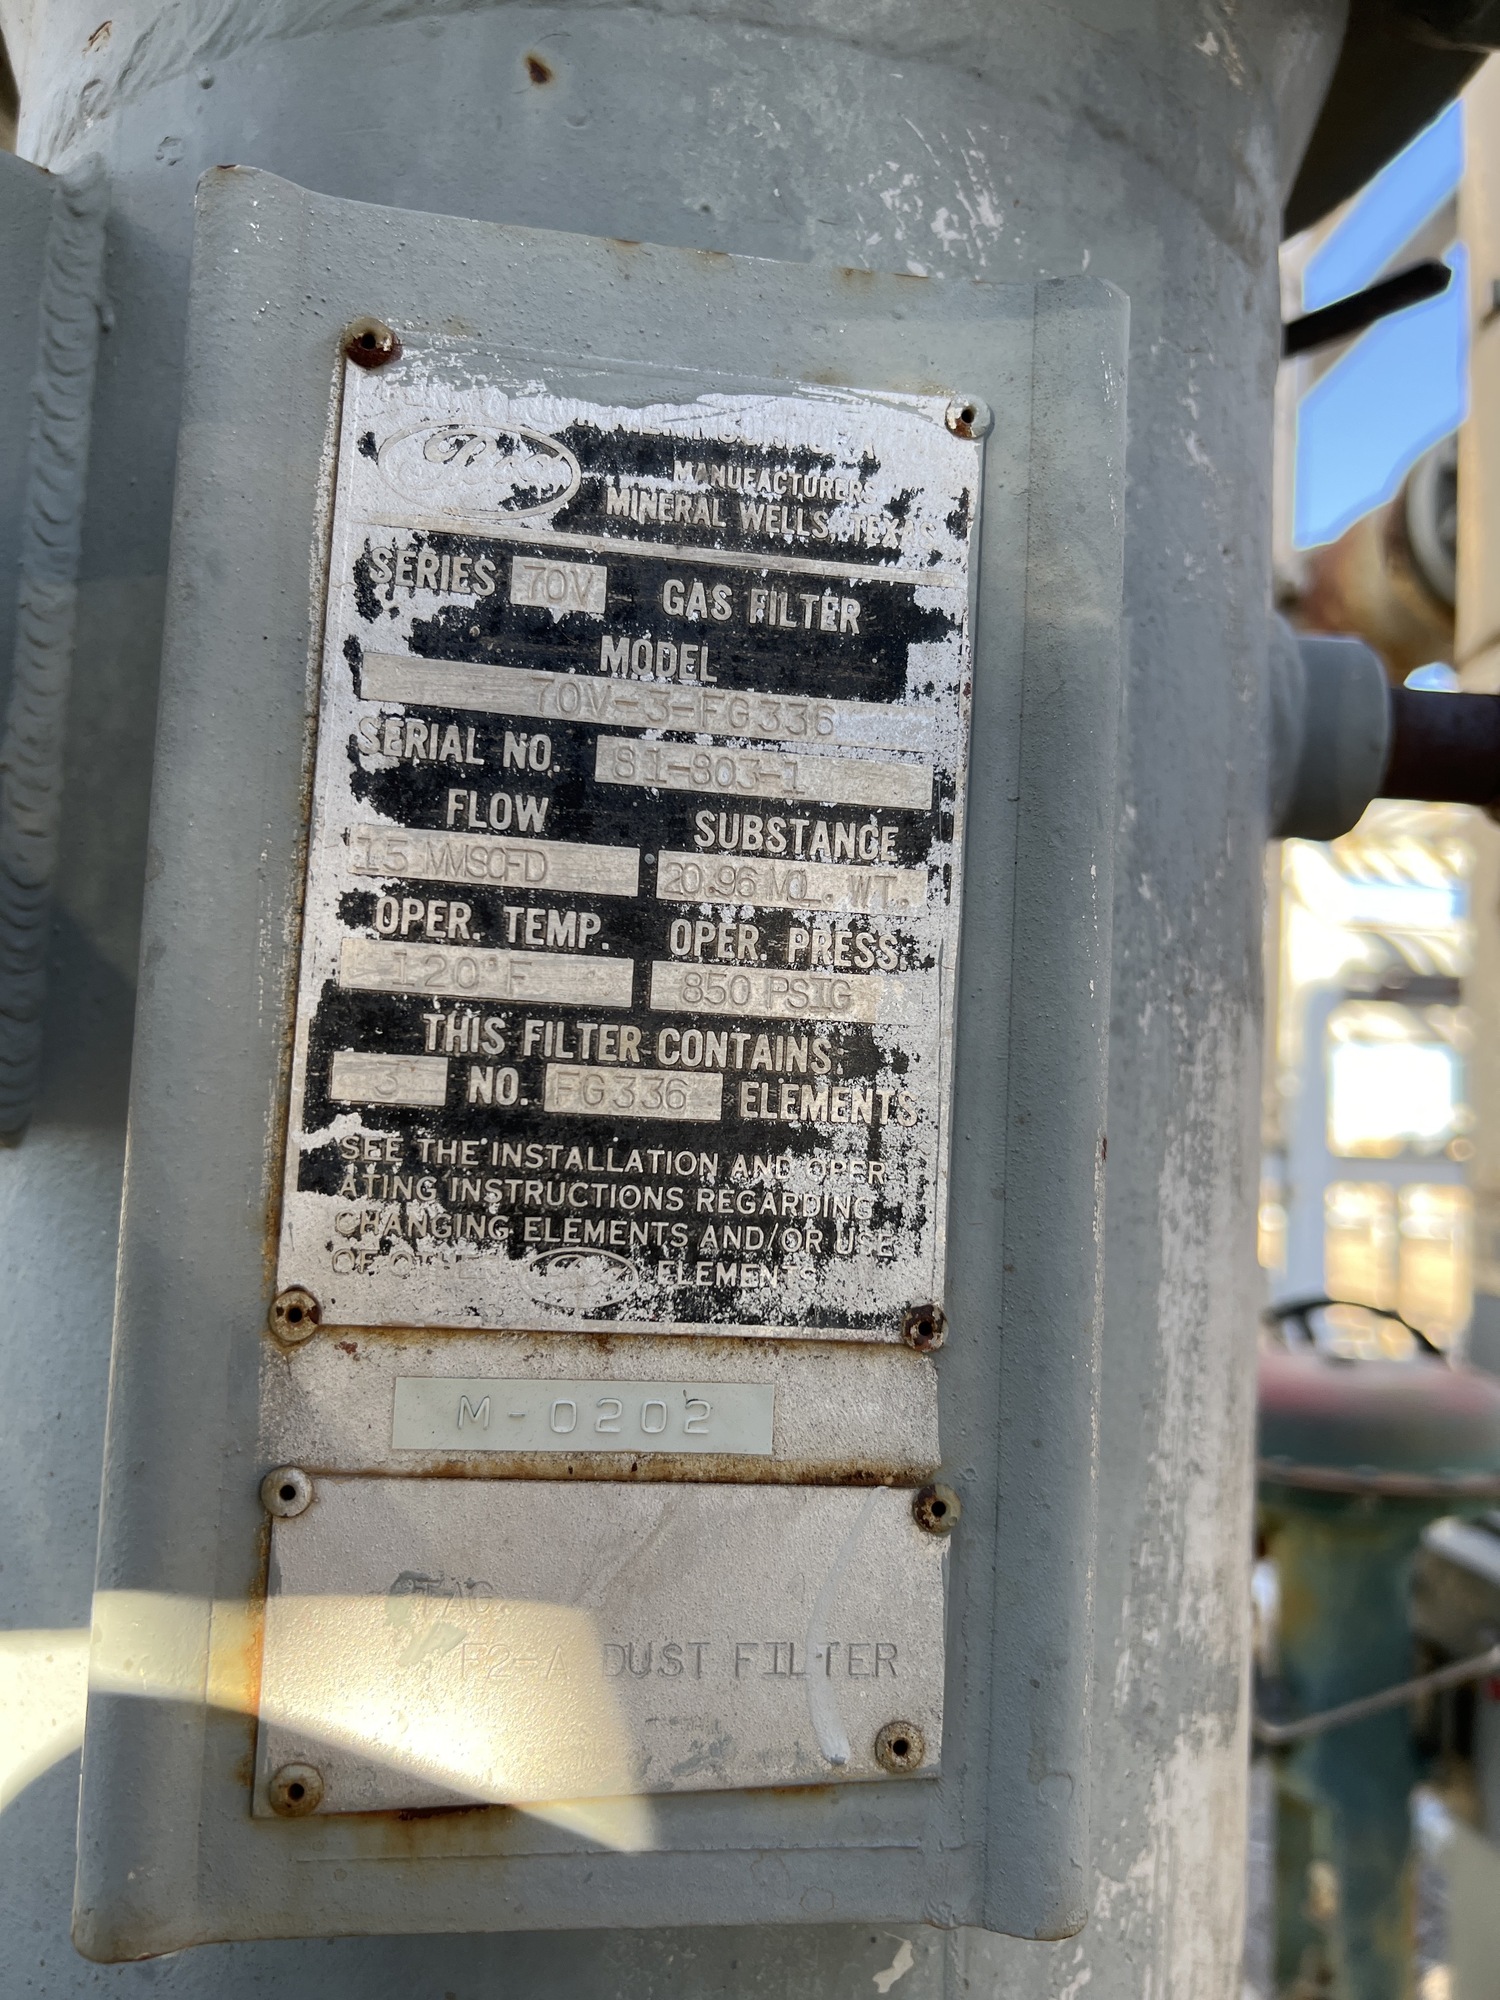 MANUFACTURERS
MINERAL WELLS, TEXAS
SERIES 70V - GAS FILTER
MODEL
70V-3-FG336
SERIAL NO. 81-803-1
FLOW SUBSTANCE
15 MMSCFD 20.96 MOL. WT.
OPER. TEMP. OPER. PRESS.
120°F 850 PSIG
THIS FILTER CONTAINS:
3 NO. FG336 ELEMENTS
SEE THE INSTALLATION AND OPER
ATING INSTRUCTIONS REGARDING
CHANGING ELEMENTS AND/OR USE
OF OTHER ELEMENTS
M-0202
TAG
F2-A DUST FILTER